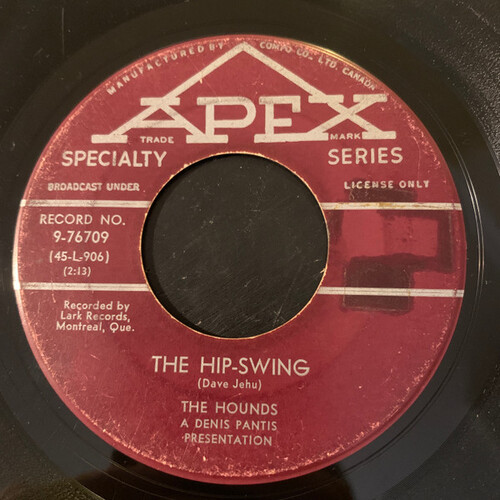 MANUFACTURED BY COMPO CO., LTD. CANADA
APEX
TRADE MARK
SPECIALTY SERIES
BROADCAST UNDER LICENSE ONLY
RECORD NO.
9-76709
(45-L-906)
(2:13)
Recorded by
Lark Records,
Montreal, Que.
THE HIP-SWING
(Dave Jehu)
THE HOUNDS
A DENIS PANTIS
PRESENTATION